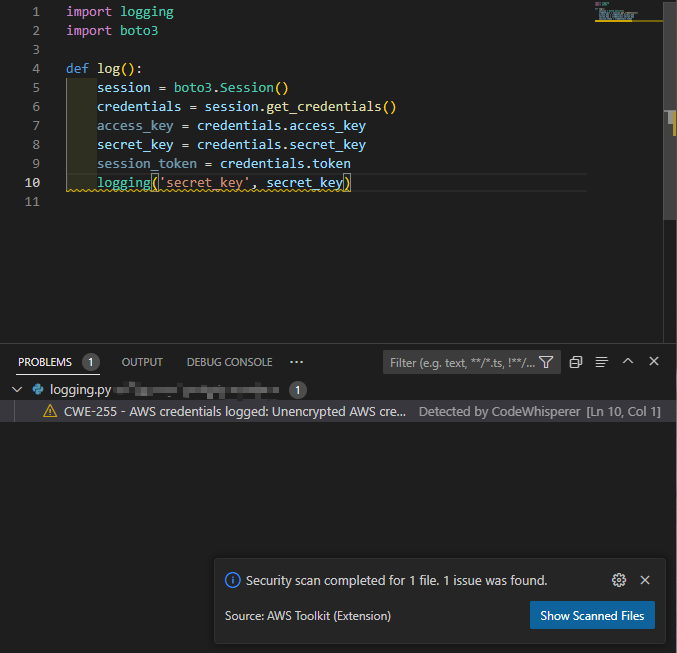 1 import logging
2 import boto3
3
4 def log():
5 session = boto3.Session()
6 credentials = session.get_credentials()
7 access_key = credentials.access_key
8 secret_key = credentials.secret_key
9 session_token = credentials.token
10 logging('secret_key', secret_key)
11
PROBLEMS 1 OUTPUT DEBUG CONSOLE ··· Filter (e.g. text, **/*.ts, !**/...
logging.py 1
CWE-255 - AWS credentials logged: Unencrypted AWS cre... Detected by CodeWhisperer [Ln 10, Col 1]
Security scan completed for 1 file. 1 issue was found.
Source: AWS Toolkit (Extension) Show Scanned Files